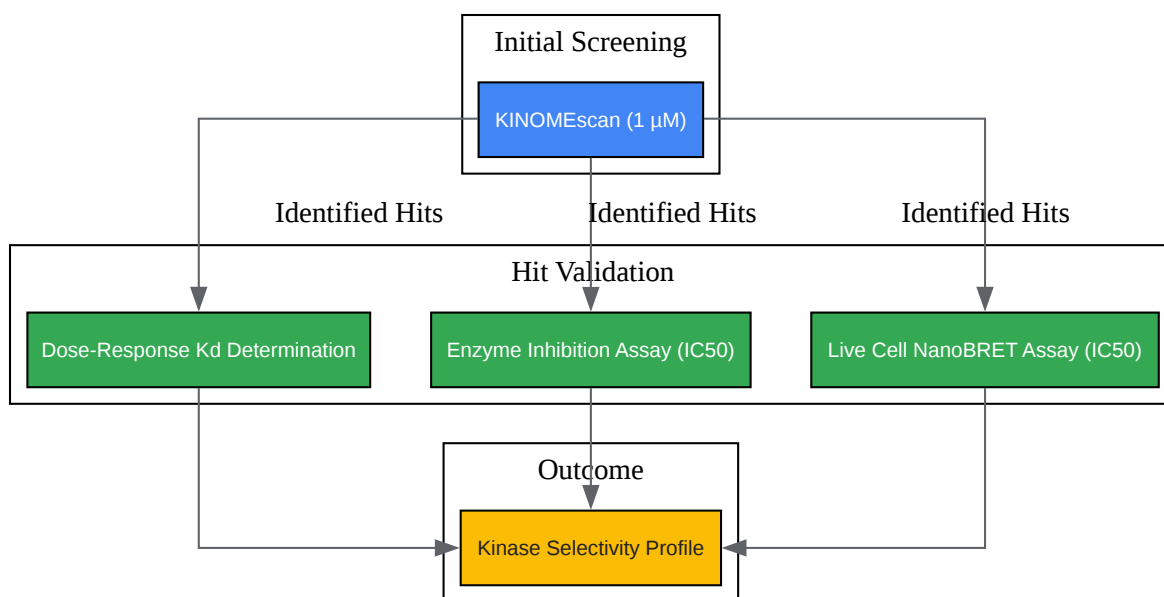 Initial Screening
KINOMEscan (1 µM)
Identified Hits
Identified Hits
Identified Hits
Hit Validation
Dose-Response Kd Determination
Enzyme Inhibition Assay (IC50)
Live Cell NanoBRET Assay (IC50)
Outcome
Kinase Selectivity Profile